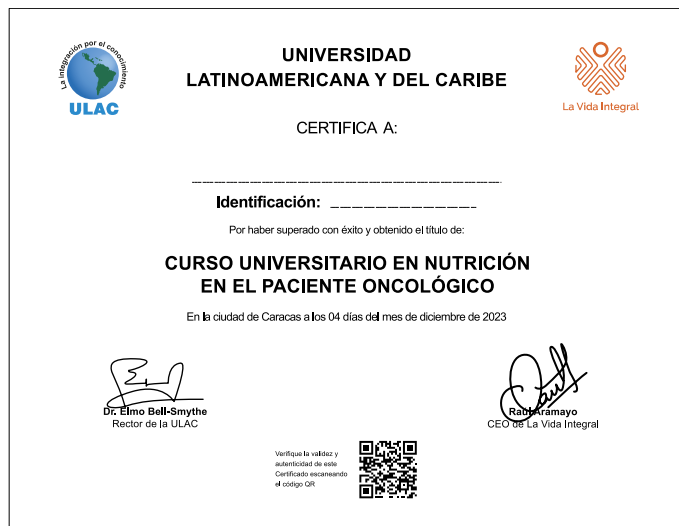 La integración por el conocimiento
ULAC
UNIVERSIDAD
LATINOAMERICANA Y DEL CARIBE
La Vida Integral
CERTIFICA A:
Identificación:
Por haber superado con éxito y obtenido el título de:
CURSO UNIVERSITARIO EN NUTRICIÓN
EN EL PACIENTE ONCOLÓGICO
En la ciudad de Caracas a los 04 días del mes de diciembre de 2023
Dr. Elmo Bell-Smythe
Rector de la ULAC
Raúl Aramayo
CEO de La Vida Integral
Verifique la validez y
autenticidad de este
Certificado escaneando
el código QR